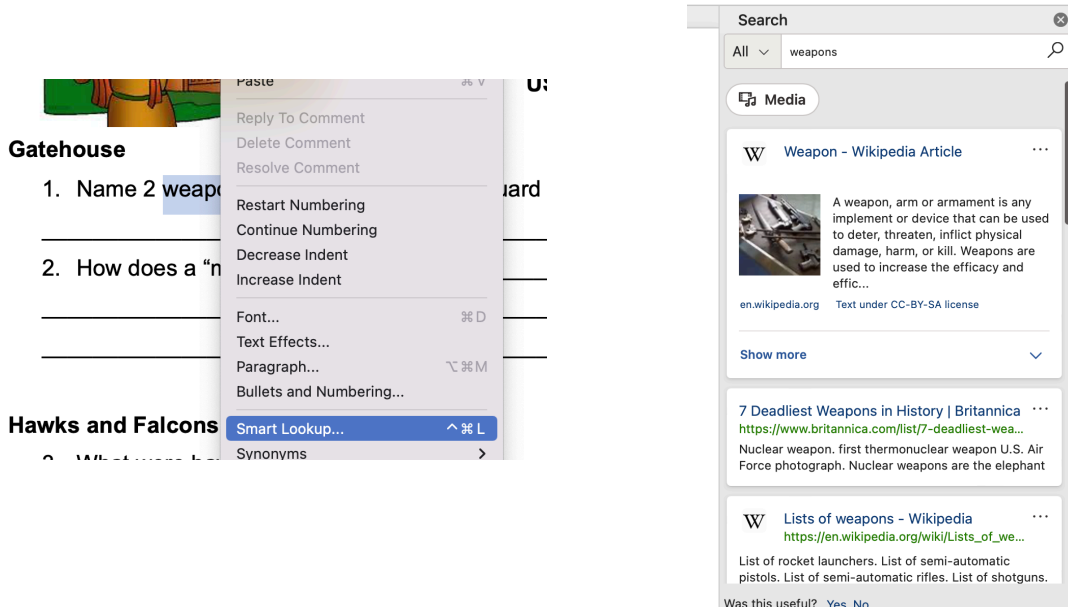 Paste ⌘ V
Reply To Comment
Delete Comment
Resolve Comment
Gatehouse
1. Name 2 weap
Restart Numbering
Continue Numbering
Decrease Indent
Increase Indent
2. How does a “
Font... ⌘ D
Text Effects...
Paragraph... ⌥ ⌘ M
Bullets and Numbering...
Hawks and Falcons
Smart Lookup... ^ ⌘ L
Synonyms >
Search
All weapons
Media
W Weapon - Wikipedia Article ...
A weapon, arm or armament is any
implement or device that can be used
to deter, threaten, inflict physical
damage, harm, or kill. Weapons are
used to increase the efficacy and
effic...
en.wikipedia.org Text under CC-BY-SA license
Show more
7 Deadliest Weapons in History | Britannica ...
https://www.britannica.com/list/7-deadliest-wea...
Nuclear weapon. first thermonuclear weapon U.S. Air
Force photograph. Nuclear weapons are the elephant
W Lists of weapons - Wikipedia ...
https://en.wikipedia.org/wiki/Lists_of_we...
List of rocket launchers. List of semi-automatic
pistols. List of semi-automatic rifles. List of shotguns.
Was this useful? Yes No